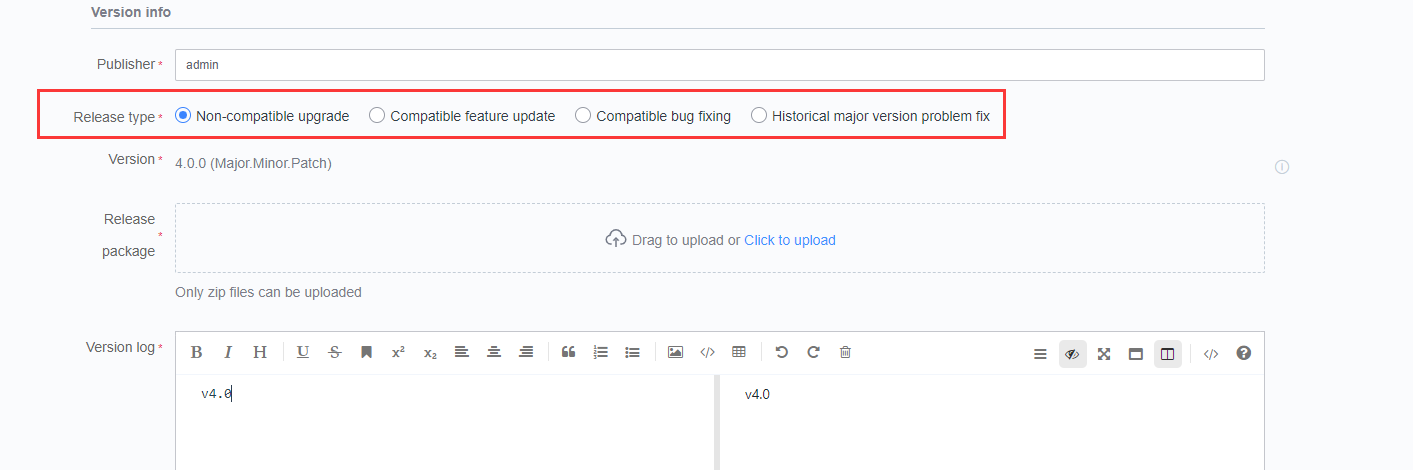 Version info
Publisher * admin
Release type * Non-compatible upgrade Compatible feature update Compatible bug fixing Historical major version problem fix
Version * 4.0.0 (Major.Minor.Patch)
Release package * Drag to upload or Click to upload
Only zip files can be uploaded
Version log * B I H U S x² x₂
v4.0 v4.0